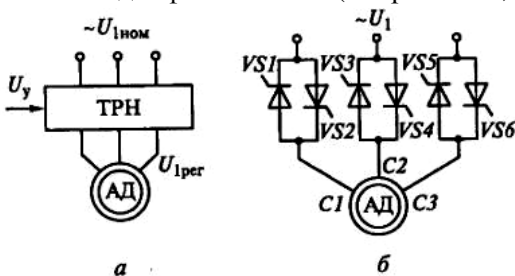 ~U1ном
Uу
ТРН
U1рег
АД
а
~U1
VS1
VS3
VS5
VS2
VS4
VS6
C2
C1
АД
C3
б